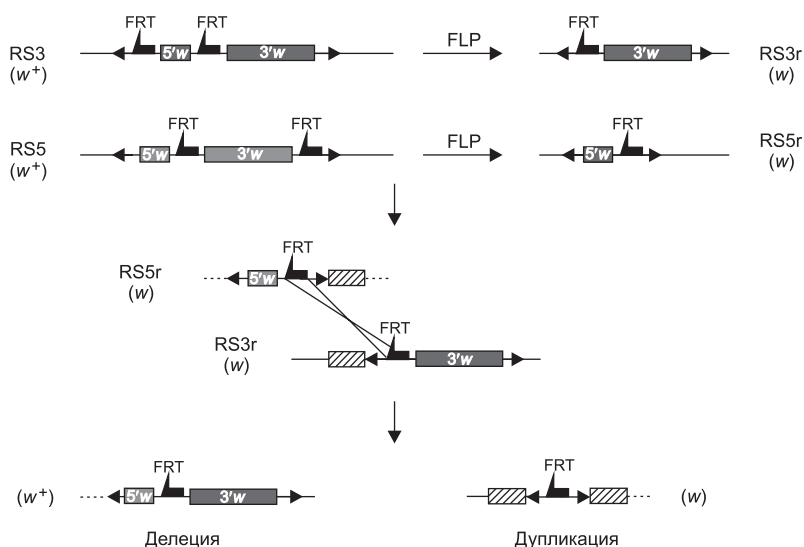 FRT FRT FRT
RS3 5'w 3'w FLP 3'w RS3r
(w+) (w)
FRT FRT FRT
RS5 5'w 3'w FLP 5'w RS5r
(w+) (w)
FRT
RS5r 5'w
(w)
FRT
RS3r 3'w
(w)
FRT FRT
(w+) 5'w 3'w (w)
Делеция Дупликация